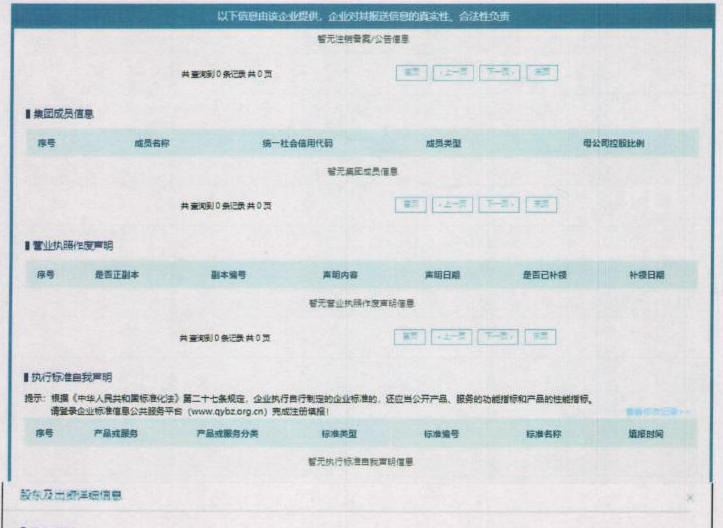 以下信息由该企业提供，企业对其报送信息的真实性、合法性负责
暂无注销备案/公告信息
共查询到 0 条记录 共 0 页 首页 ‹上一页 下一页› 末页
集团成员信息
序号 成员名称 统一社会信用代码 成员类型 母公司控股比例
暂无集团成员信息
共查询到 0 条记录 共 0 页 首页 ‹上一页 下一页› 末页
营业执照作废声明
序号 是否正副本 副本编号 声明内容 声明日期 是否已补领 补领日期
暂无营业执照作废声明信息
共查询到 0 条记录 共 0 页 首页 ‹上一页 下一页› 末页
执行标准自我声明
提示：根据《中华人民共和国标准化法》第二十七条规定，企业执行自行制定的企业标准的，还应当公开产品、服务的功能指标和产品的性能指标。
请登录企业标准信息公共服务平台（www.qybz.org.cn）完成注册填报！
查看修改记录>>
序号 产品或服务 产品或服务分类 标准类型 标准编号 标准名称 填报时间
暂无执行标准自我声明信息
股东及出资详细信息 ×